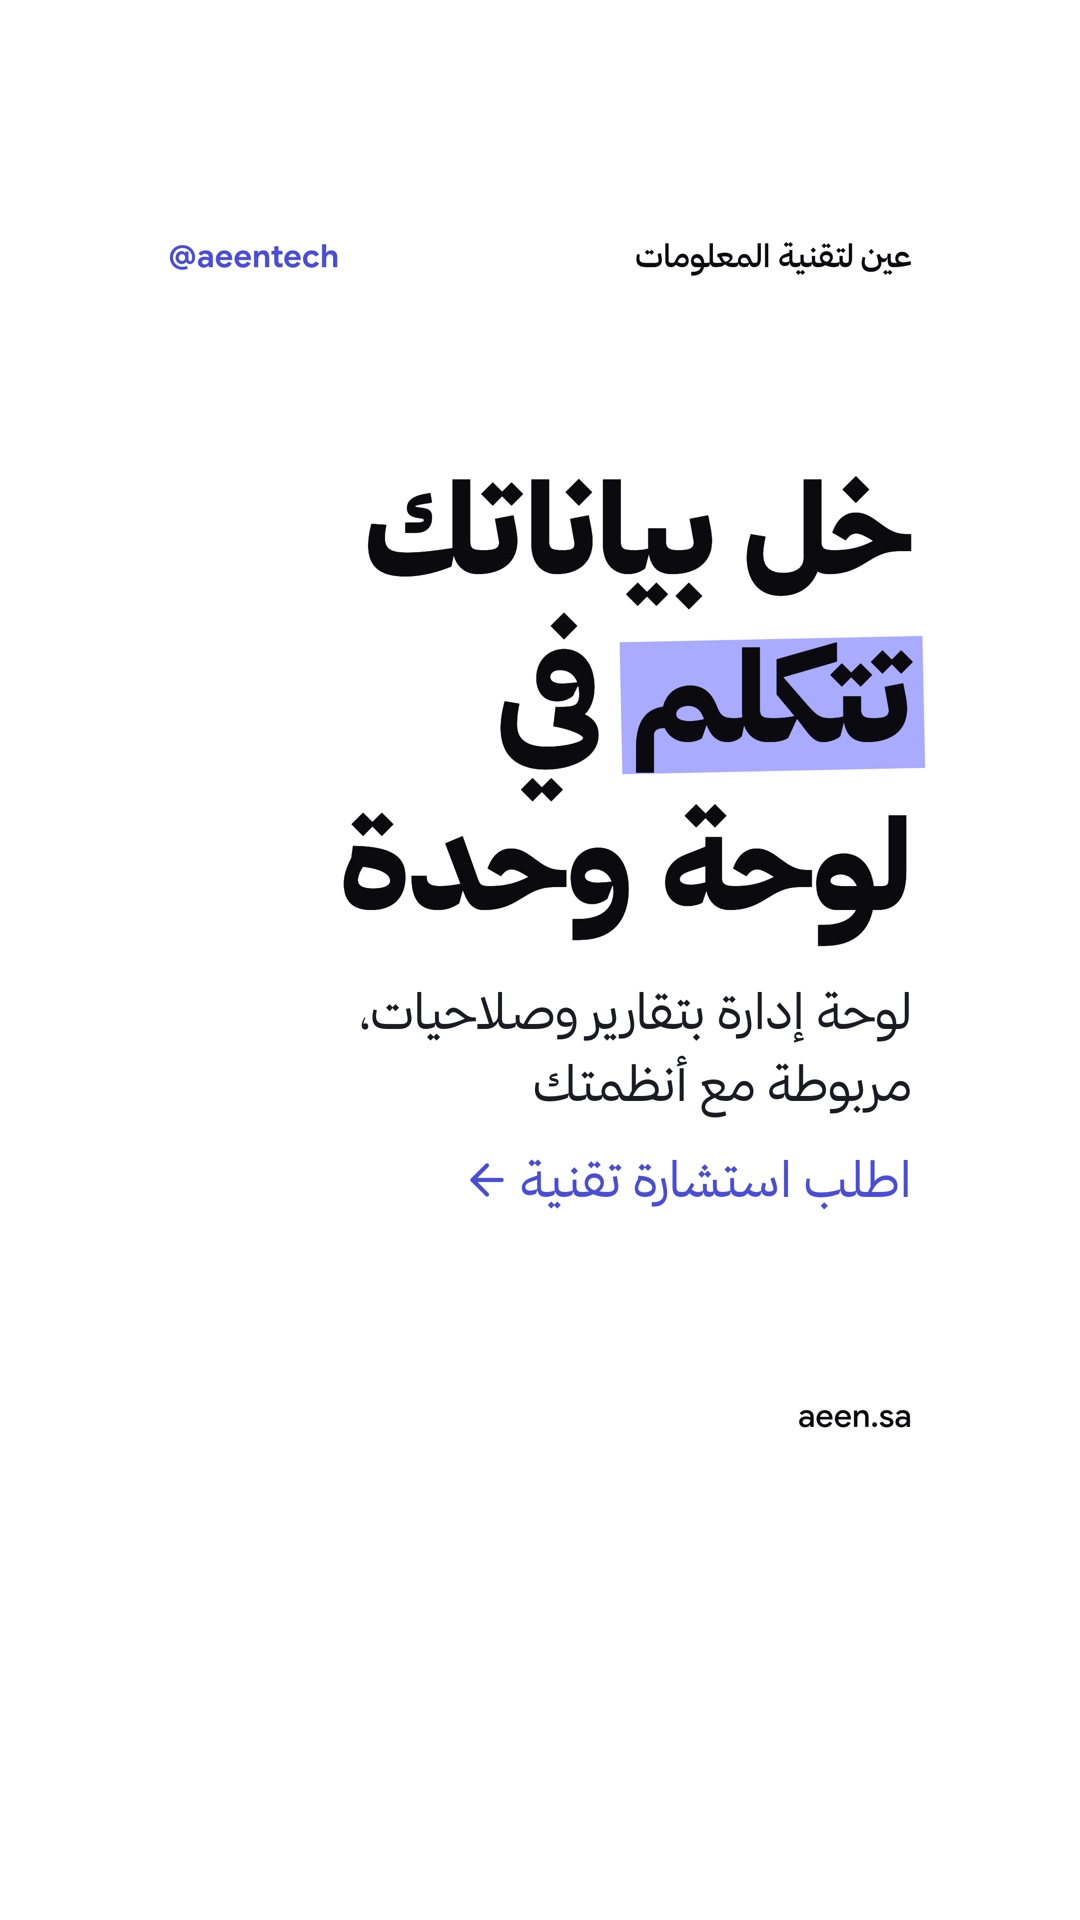 عين لتقنية المعلومات
@aeentech
خل بياناتك
تتكلم في
لوحة وحدة
لوحة إدارة بتقارير وصلاحيات،
مربوطة مع أنظمتك
اطلب استشارة تقنية ←
aeen.sa